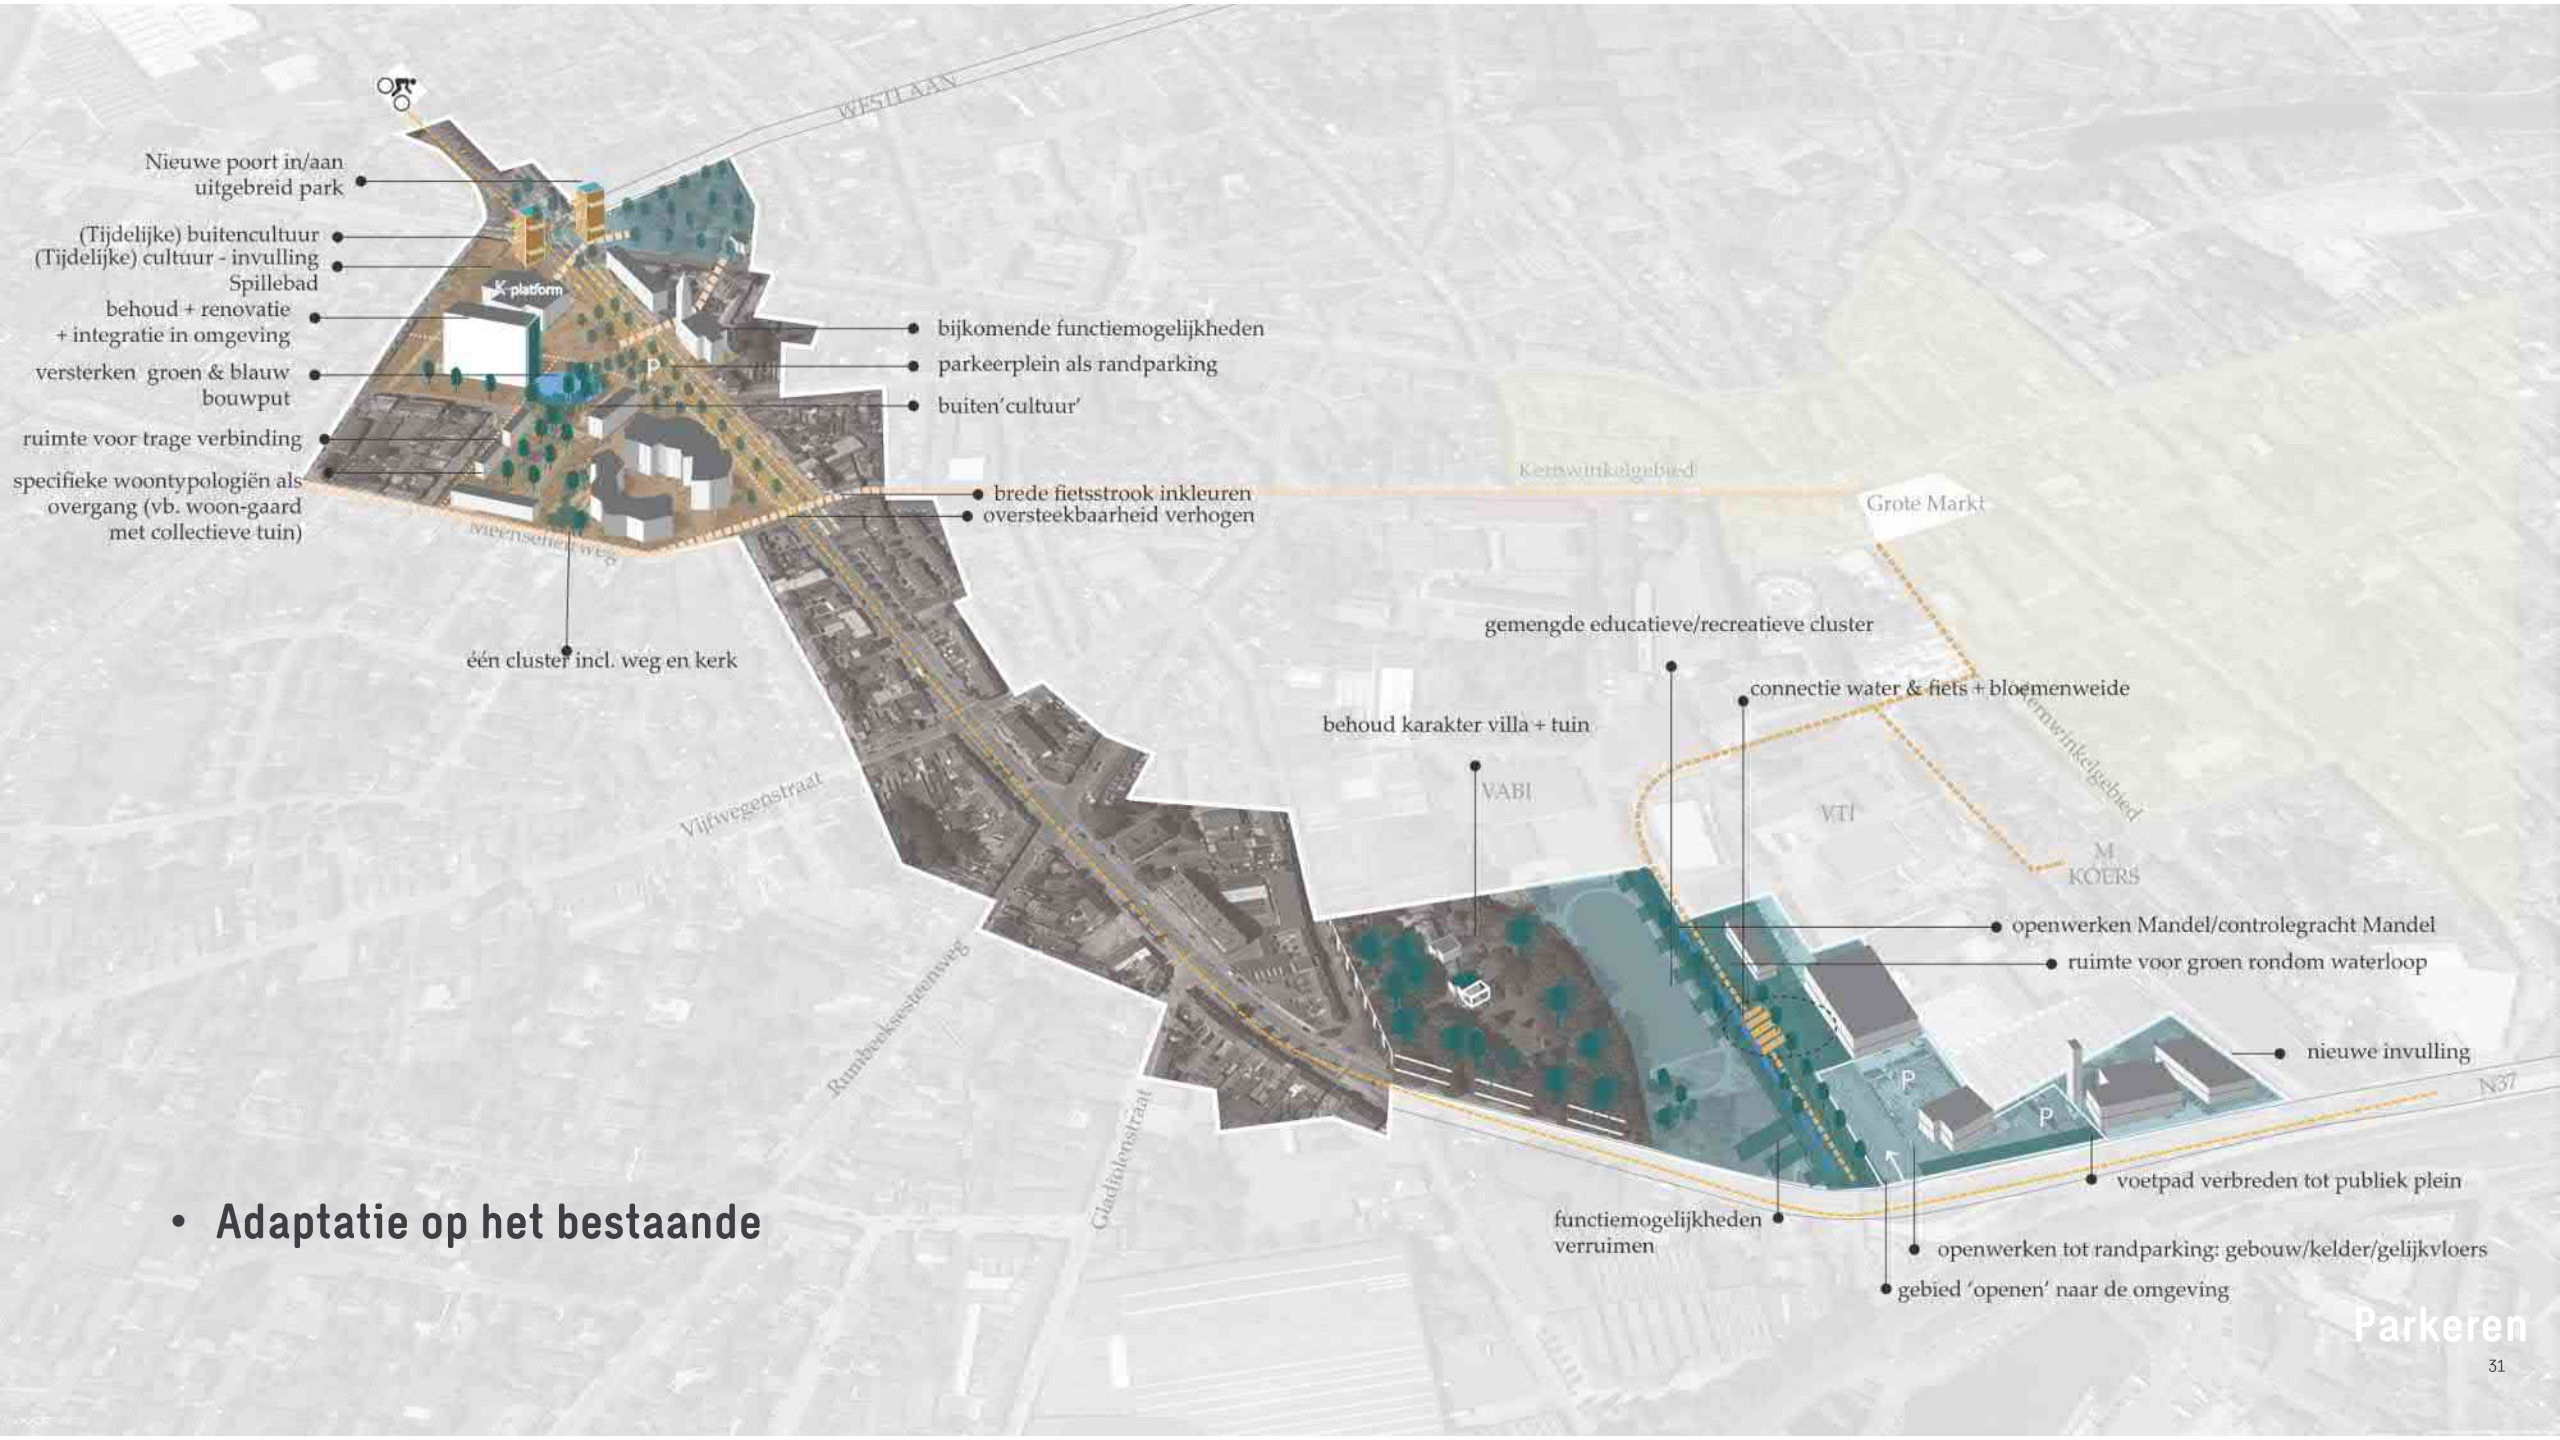 WESTLAAN
Nieuwe poort in/aan
uitgebreid park
(Tijdelijke) buitencultuur
(Tijdelijke) cultuur - invulling
Spillebad
behoud + renovatie
+ integratie in omgeving
versterken groen & blauw
bouwput
ruimte voor trage verbinding
specifieke woontypologiën als
overgang (vb. woon-gaard
met collectieve tuin)
K-platform
P
bijkomende functiemogelijkheden
parkeerplein als randparking
buiten'cultuur'
brede fietsstrook inkleuren
oversteekbaarheid verhogen
Kernwinkelgebied
Grote Markt
Meensesteenweg
één cluster incl. weg en kerk
gemengde educatieve/recreatieve cluster
connectie water & fiets + bloemenweide
behoud karakter villa + tuin
Kernwinkelgebied
VABI
VTI
M
KOERS
Vijfwegenstraat
Rumbeeksesteenweg
Gladiolenstraat
openwerken Mandel/controlegracht Mandel
ruimte voor groen rondom waterloop
nieuwe invulling
P
P
N37
voetpad verbreden tot publiek plein
functiemogelijkheden
verruimen
openwerken tot randparking: gebouw/kelder/gelijkvloers
gebied 'openen' naar de omgeving
• Adaptatie op het bestaande
Parkeren
31